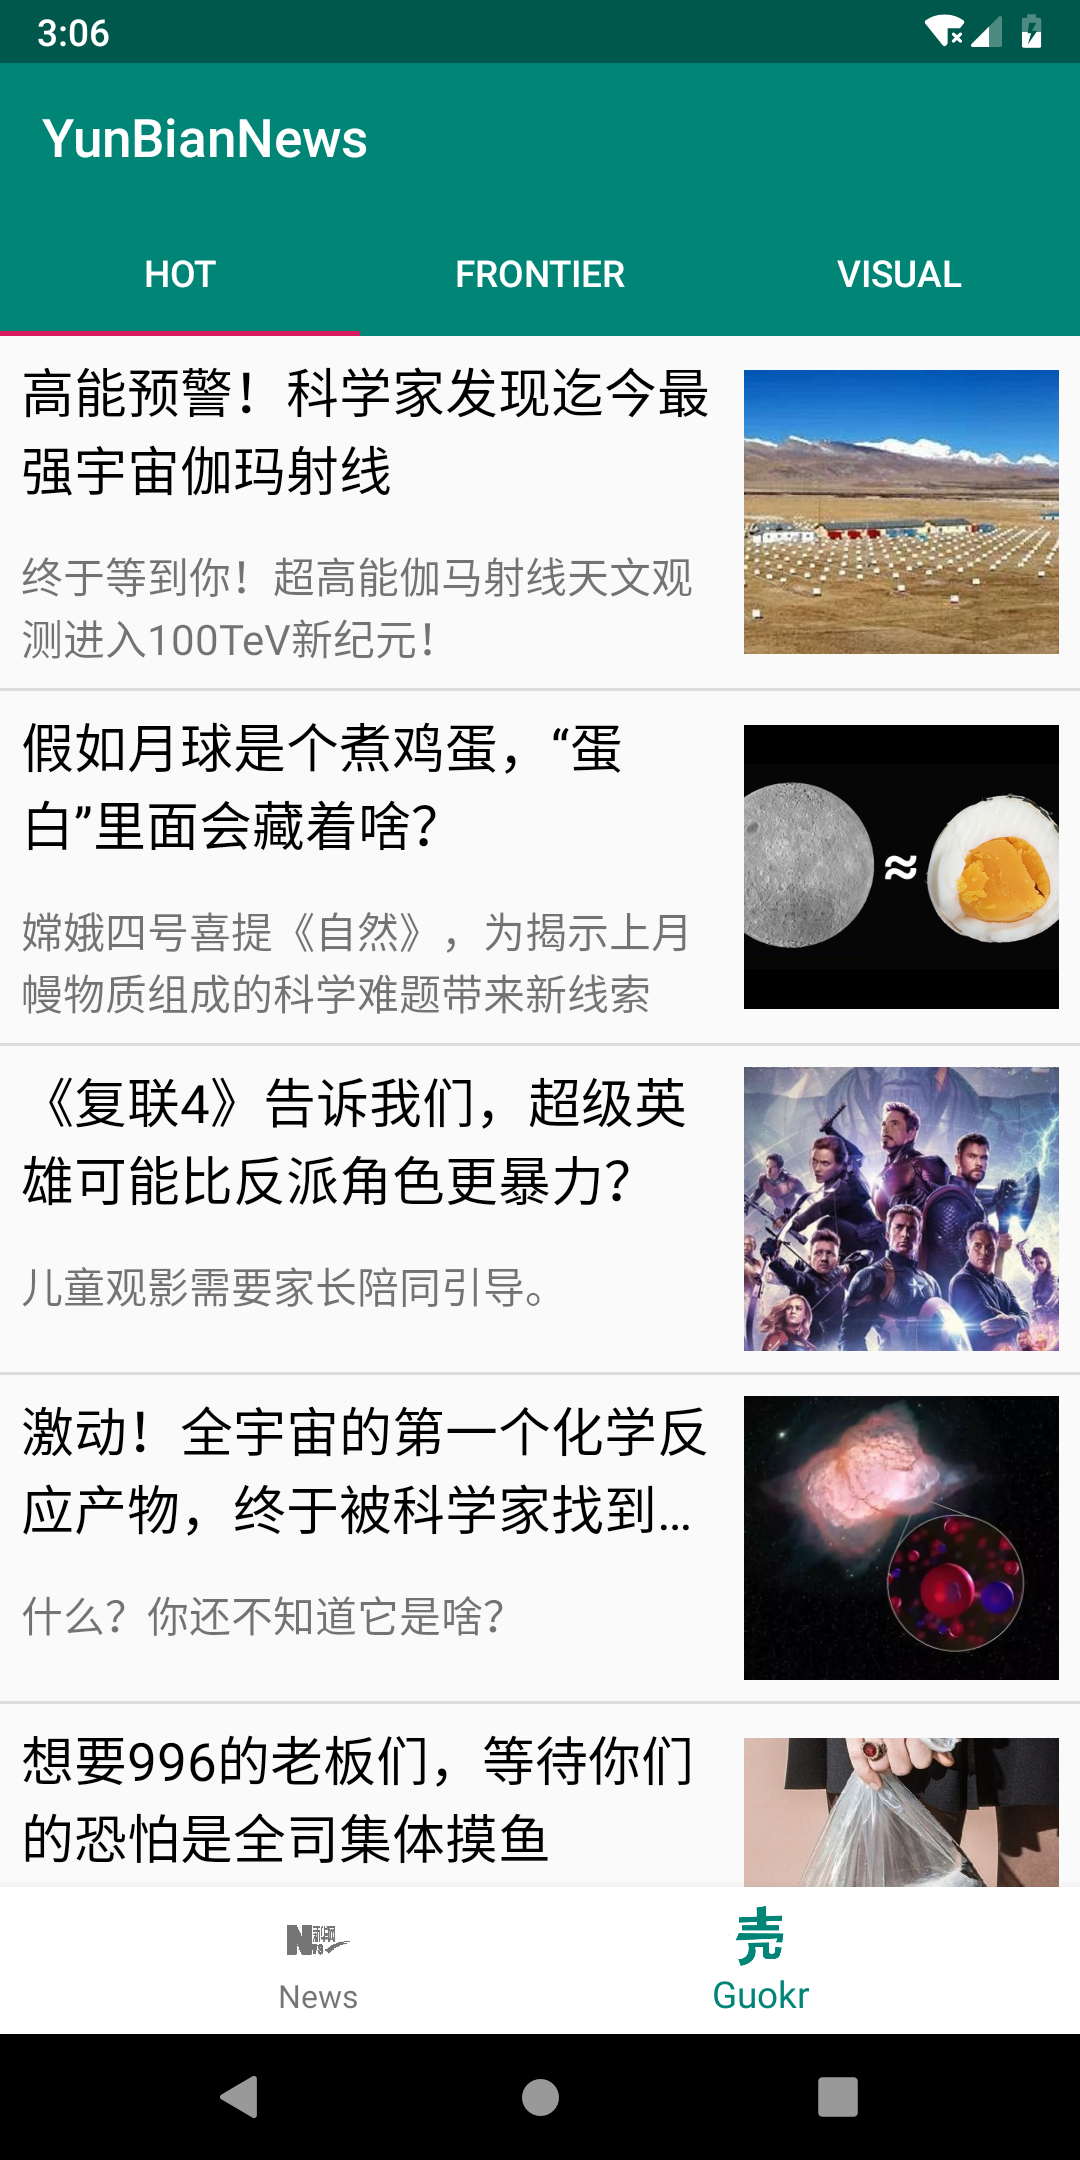 3:06
YunBianNews
HOT
FRONTIER
VISUAL
高能预警！科学家发现迄今最
强宇宙伽玛射线
终于等到你！超高能伽马射线天文观
测进入100TeV新纪元！
假如月球是个煮鸡蛋，“蛋
白”里面会藏着啥？
≈
嫦娥四号喜提《自然》，为揭示上月
幔物质组成的科学难题带来新线索
《复联4》告诉我们，超级英
雄可能比反派角色更暴力？
儿童观影需要家长陪同引导。
激动！全宇宙的第一个化学反
应产物，终于被科学家找到...
什么？你还不知道它是啥？
想要996的老板们，等待你们
的恐怕是全司集体摸鱼
壳
News
Guokr